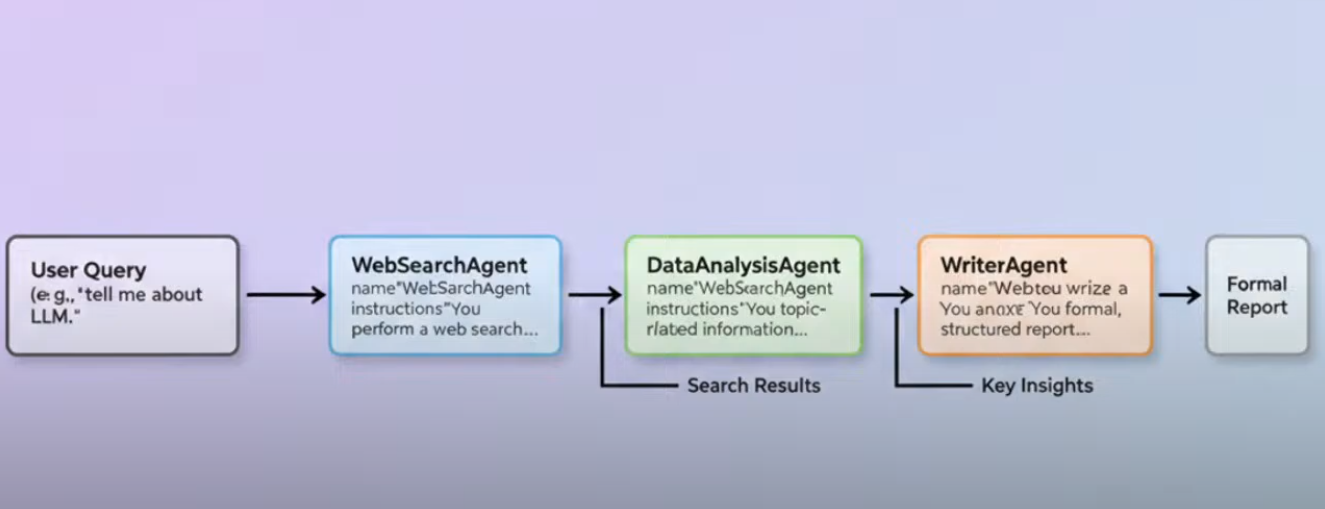 User Query
(e.g., "tell me about
LLM."
WebSearchAgent
name"WebSarchAgent
instructions"You
perform a web search...
Search Results
DataAnalysisAgent
name"WebSearchAgent
instructions"You topic-
rlated information...
Key Insights
WriterAgent
name"Webteu wrize a
You anoxe "You formal,
structured report...
Formal
Report